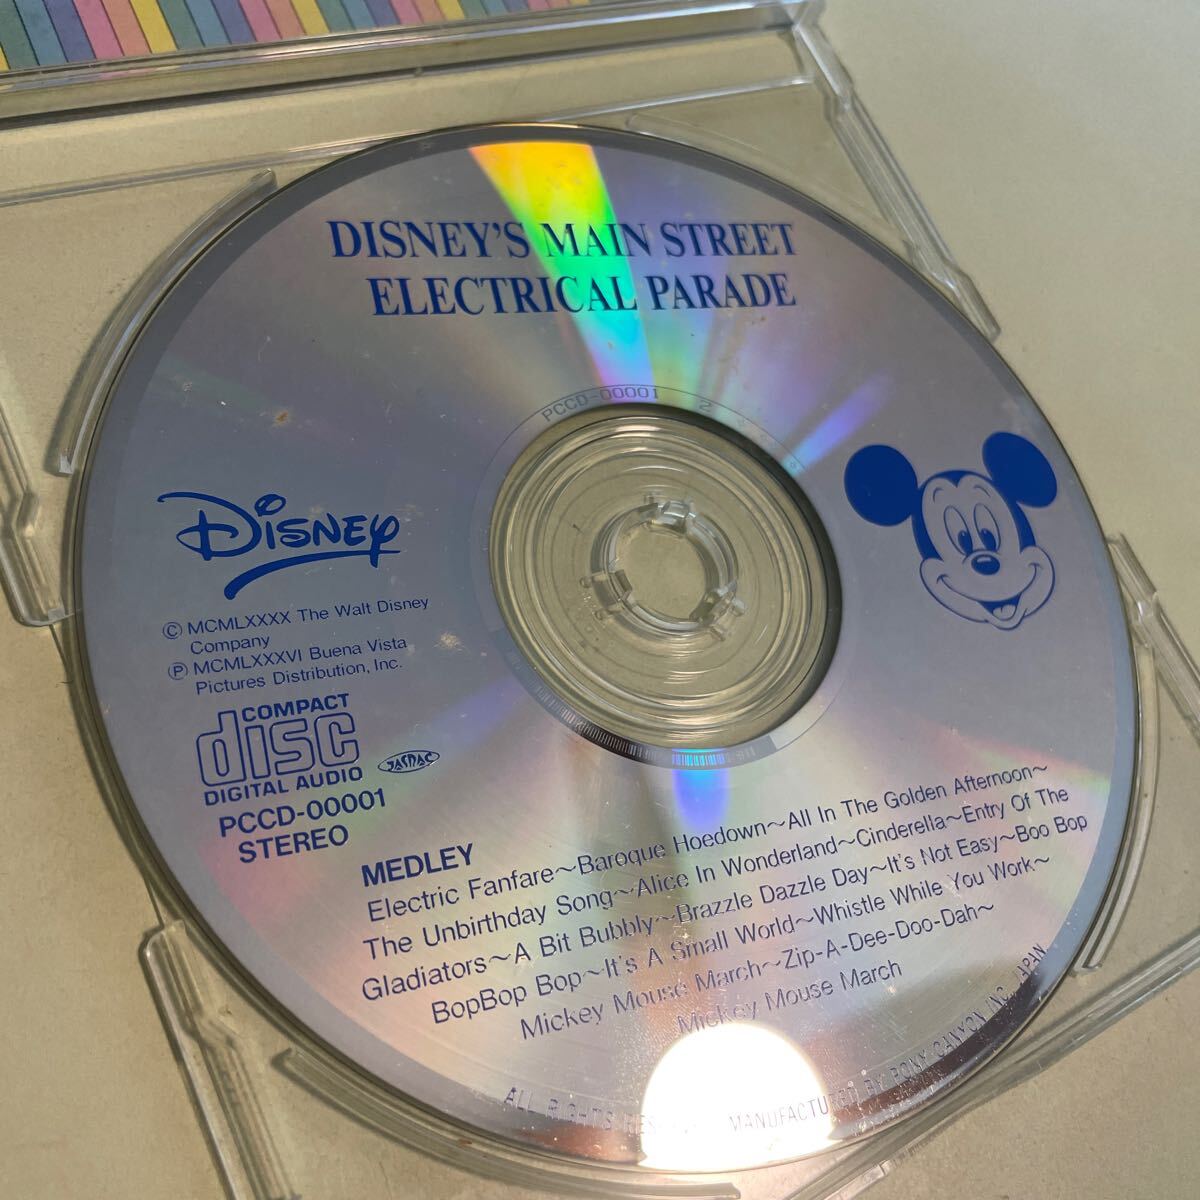 DISNEY'S MAIN STREET
ELECTRICAL PARADE
PCCD-00001 2
DISNEY
© MCMLXXXX The Walt Disney
Company
℗ MCMLXXXVI Buena Vista
Pictures Distribution, Inc.
COMPACT
disc
DIGITAL AUDIO
JASRAC
PCCD-00001
STEREO
MEDLEY
Electric Fanfare~Baroque Hoedown~All In The Golden Afternoon~
The Unbirthday Song~Alice In Wonderland~Cinderella~Entry Of The
Gladiators~A Bit Bubbly~Brazzle Dazzle Day~It's Not Easy~Boo Bop
BopBop Bop~It's A Small World~Whistle While You Work~
Mickey Mouse March~Zip-A-Dee-Doo-Dah~
Mickey Mouse March
ALL RIGHTS MANUFACTURED BY PONY CANYON INC. JAPAN